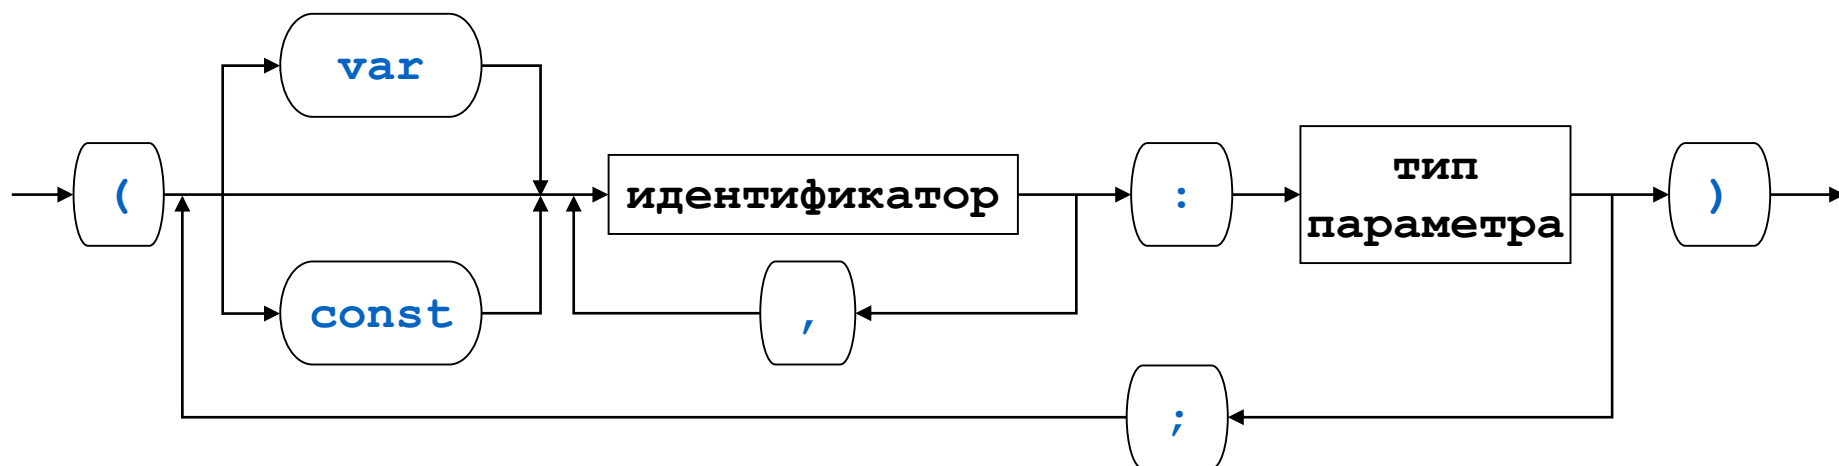 var
(
идентификатор
:
тип
параметра
)
const
,
;